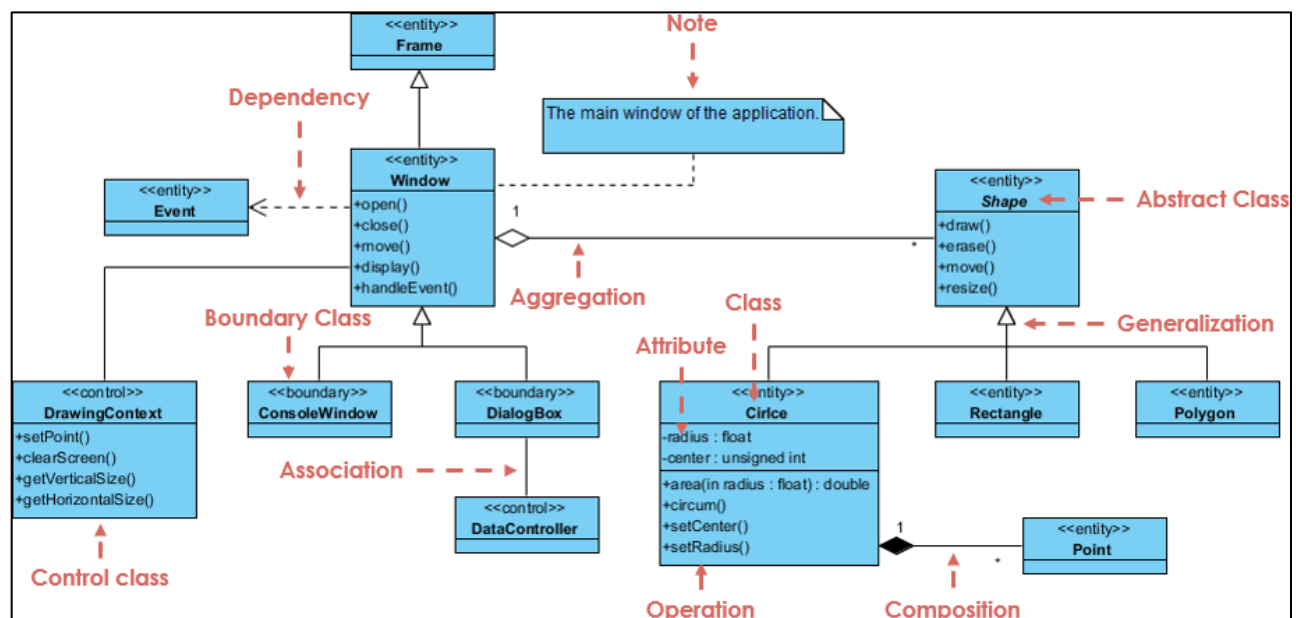 <<entity>>
Frame
Note
Dependency
The main window of the application.
<<entity>>
Window
+open()
+close()
+move()
+display()
+handleEvent()
<<entity>>
Event
1
*
Aggregation
<<entity>>
Shape
+draw()
+erase()
+move()
+resize()
Abstract Class
Boundary Class
Class
Attribute
Generalization
<<control>>
DrawingContext
+setPoint()
+clearScreen()
+getVerticalSize()
+getHorizontalSize()
Control class
<<boundary>>
ConsoleWindow
<<boundary>>
DialogBox
Association
<<control>>
DataController
<<entity>>
Cirlce
-radius : float
-center : unsigned int
+area(in radius : float) : double
+circum()
+setCenter()
+setRadius()
Operation
<<entity>>
Rectangle
<<entity>>
Polygon
1
*
Composition
<<entity>>
Point